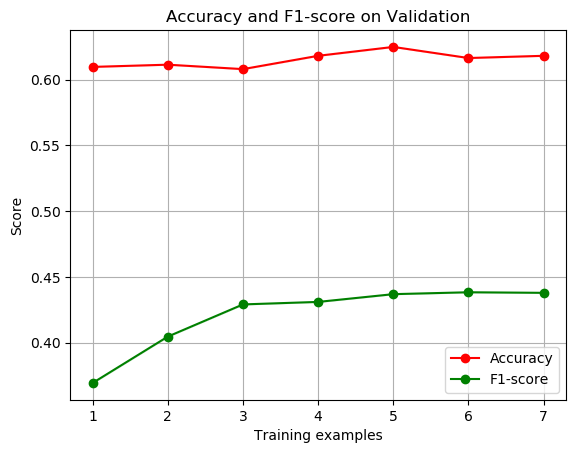 Accuracy and F1-score on Validation
0.60
0.55
0.50
0.45
0.40
Score
Accuracy
F1-score
1 2 3 4 5 6 7
Training examples